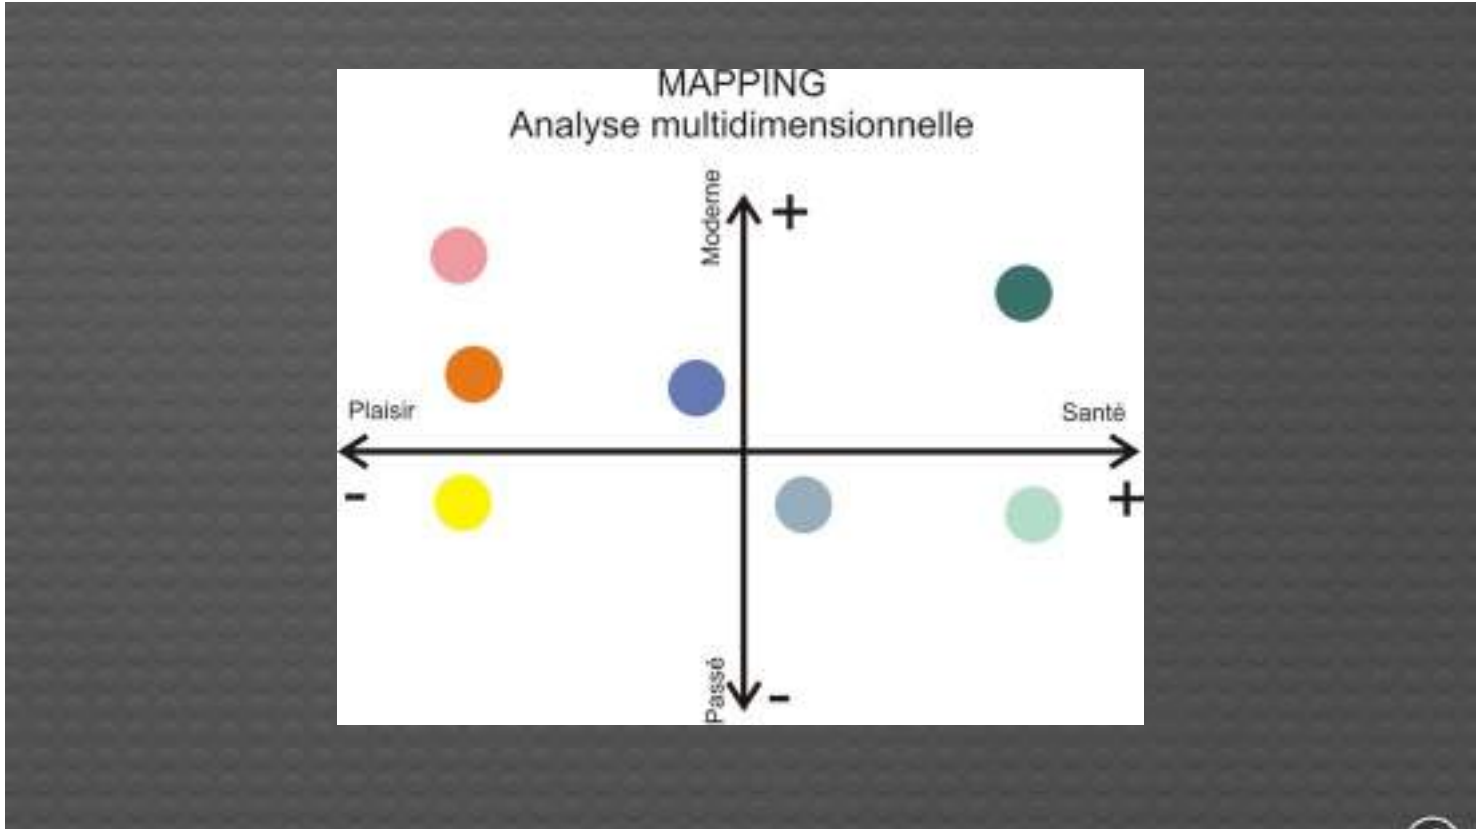 MAPPING
Analyse multidimensionnelle
Moderne
+
Plaisir
Santé
-
+
Passé
-